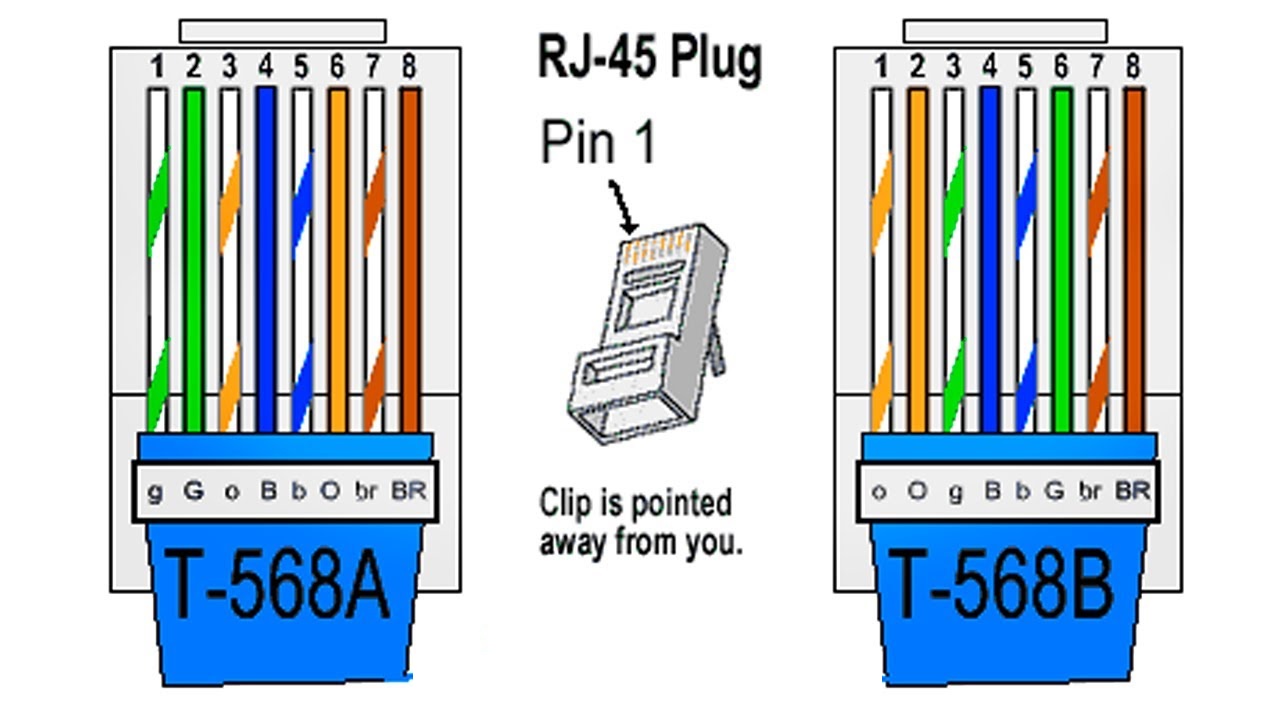 1 2 3 4 5 6 7 8
g G o B b O br BR
T-568A
RJ-45 Plug
Pin 1
Clip is pointed
away from you.
1 2 3 4 5 6 7 8
o O g B b G br BR
T-568B